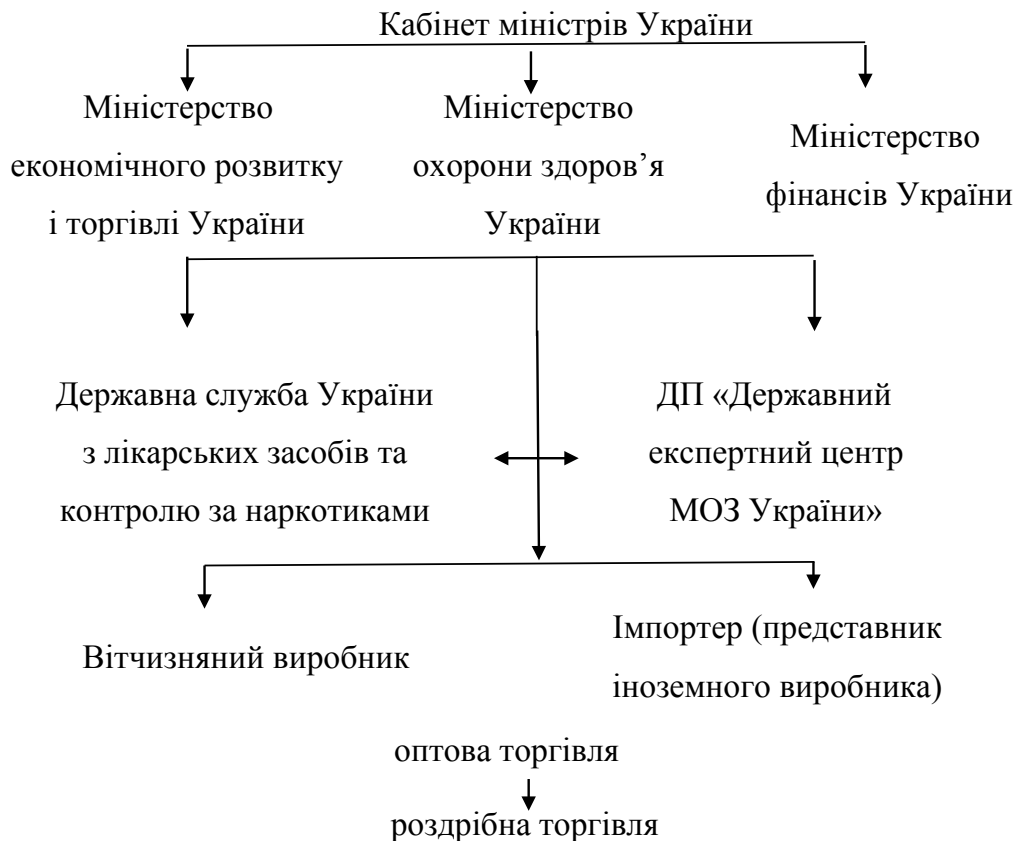 Кабінет міністрів України
Міністерство
економічного розвитку
і торгівлі України
Міністерство
охорони здоров’я
України
Міністерство
фінансів України
Державна служба України
з лікарських засобів та
контролю за наркотиками
ДП «Державний
експертний центр
МОЗ України»
Вітчизняний виробник
Імпортер (представник
іноземного виробника)
оптова торгівля
роздрібна торгівля